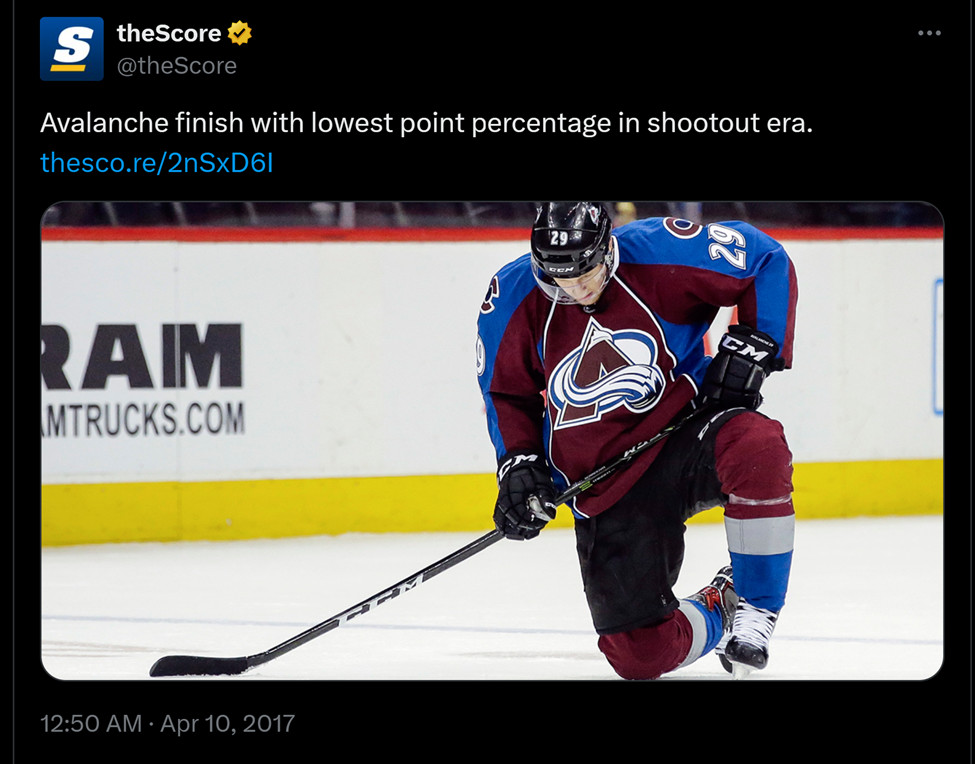 theScore
@theScore
Avalanche finish with lowest point percentage in shootout era.
thesco.re/2nSxD6I
29
CCM
29
RAM
AMTRUCKS.COM
CCM
CCM
CCM
12:50 AM · Apr 10, 2017